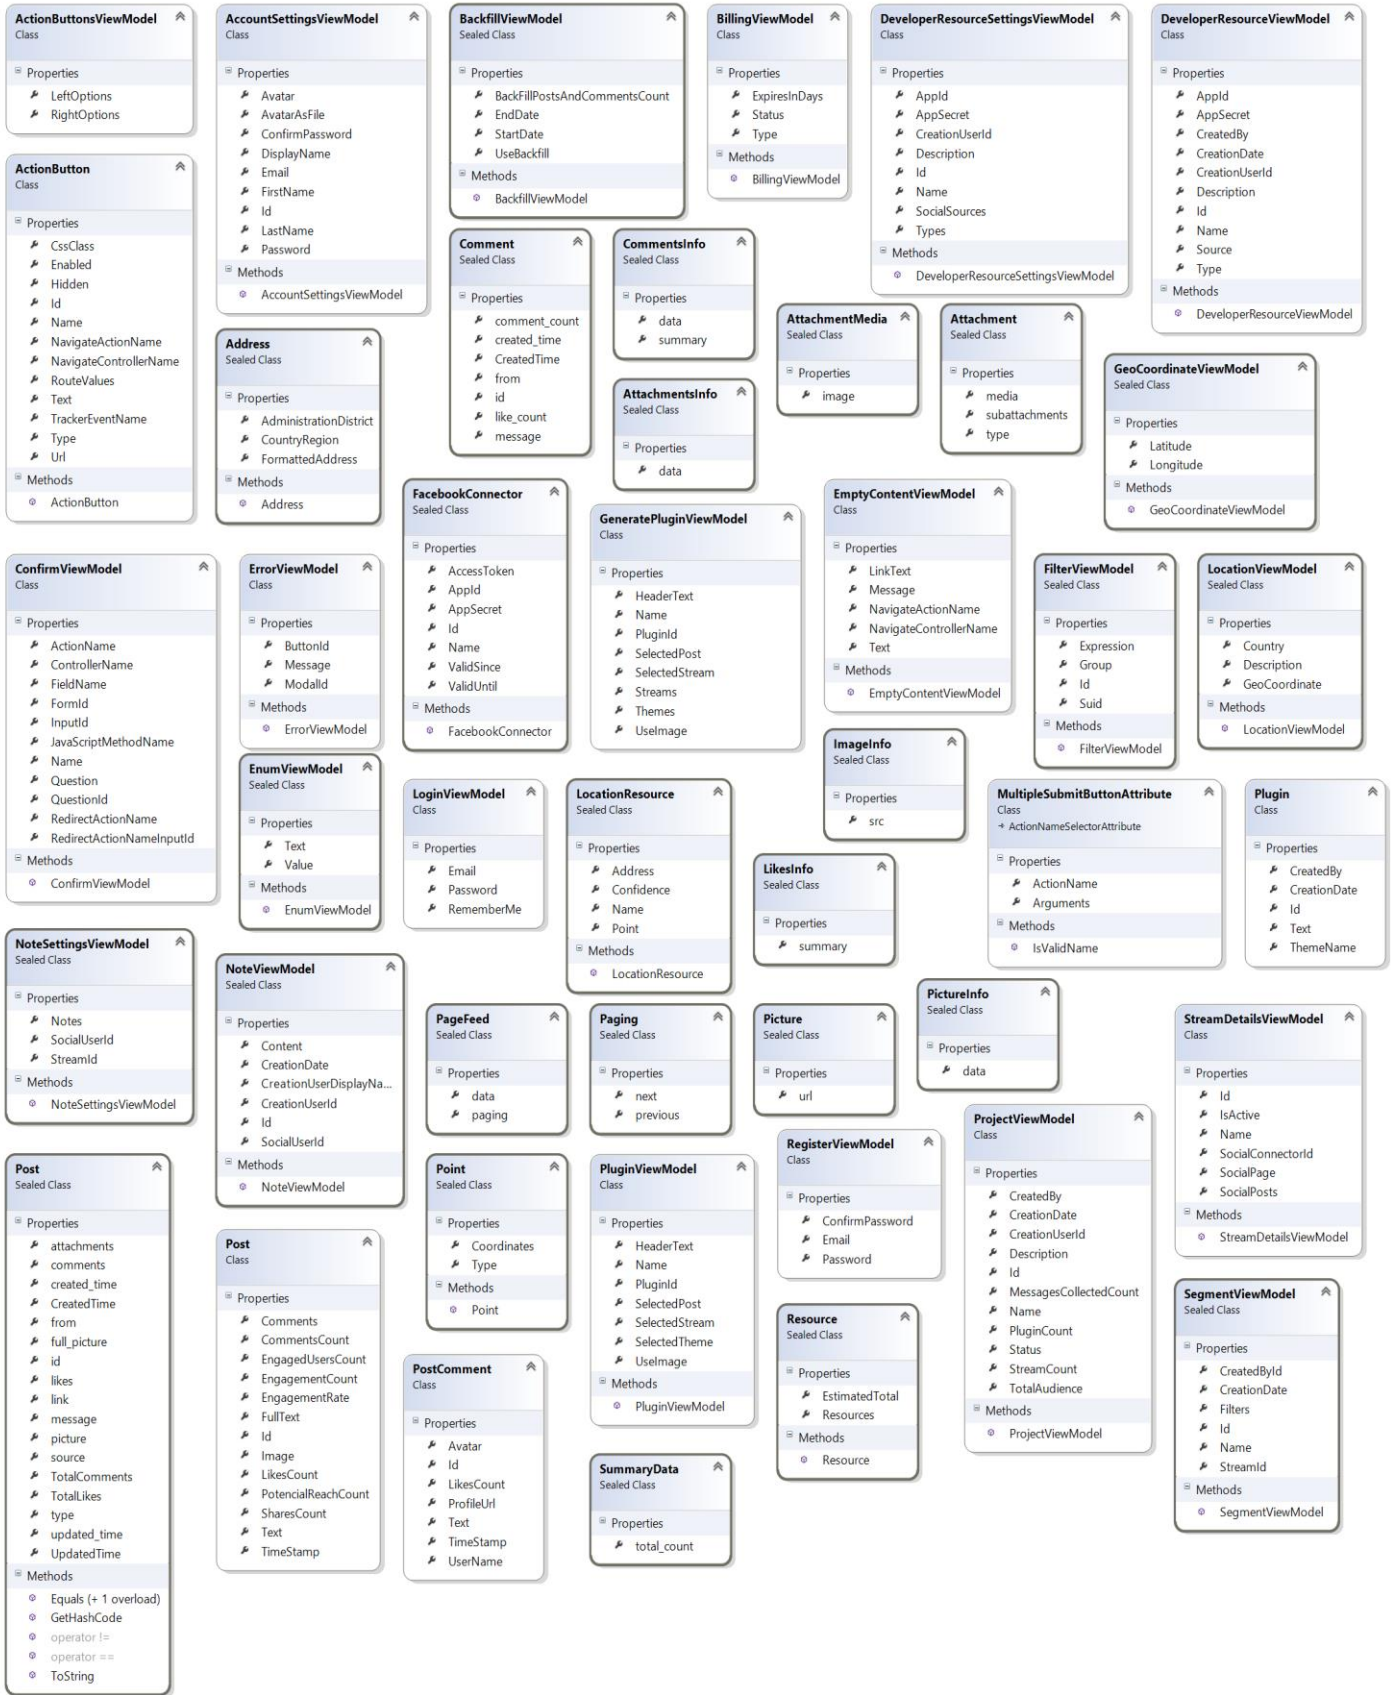 ActionButtonsViewModel
Class
Properties
LeftOptions
RightOptions
AccountSettingsViewModel
Class
Properties
Avatar
AvatarAsFile
ConfirmPassword
DisplayName
Email
FirstName
Id
LastName
Password
Methods
AccountSettingsViewModel
BackfillViewModel
Sealed Class
Properties
BackFillPostsAndCommentsCount
EndDate
StartDate
UseBackfill
Methods
BackfillViewModel
BillingViewModel
Class
Properties
ExpiresInDays
Status
Type
Methods
BillingViewModel
DeveloperResourceSettingsViewModel
Class
Properties
AppId
AppSecret
CreationUserId
Description
Id
Name
SocialSources
Types
Methods
DeveloperResourceSettingsViewModel
DeveloperResourceViewModel
Class
Properties
AppId
AppSecret
CreatedBy
CreationDate
CreationUserId
Description
Id
Name
Source
Type
Methods
DeveloperResourceViewModel
ActionButton
Class
Properties
CssClass
Enabled
Hidden
Id
Name
NavigateActionName
NavigateControllerName
RouteValues
Text
TrackerEventName
Type
Url
Methods
ActionButton
Address
Sealed Class
Properties
AdministrationDistrict
CountryRegion
FormattedAddress
Methods
Address
Comment
Sealed Class
Properties
comment_count
created_time
CreatedTime
from
id
like_count
message
CommentsInfo
Sealed Class
Properties
data
summary
AttachmentsInfo
Sealed Class
Properties
data
AttachmentMedia
Sealed Class
Properties
image
Attachment
Sealed Class
Properties
media
subattachments
type
GeoCoordinateViewModel
Sealed Class
Properties
Latitude
Longitude
Methods
GeoCoordinateViewModel
ConfirmViewModel
Class
Properties
ActionName
ControllerName
FieldName
FormId
InputId
JavaScriptMethodName
Name
Question
QuestionId
RedirectActionName
RedirectActionNameInputId
Methods
ConfirmViewModel
ErrorViewModel
Class
Properties
ButtonId
Message
ModalId
Methods
ErrorViewModel
FacebookConnector
Sealed Class
Properties
AccessToken
AppId
AppSecret
Id
Name
ValidSince
ValidUntil
Methods
FacebookConnector
GeneratePluginViewModel
Class
Properties
HeaderText
Name
PluginId
SelectedPost
SelectedStream
Streams
Themes
UseImage
EmptyContentViewModel
Class
Properties
LinkText
Message
NavigateActionName
NavigateControllerName
Text
Methods
EmptyContentViewModel
FilterViewModel
Sealed Class
Properties
Expression
Group
Id
Suid
Methods
FilterViewModel
LocationViewModel
Sealed Class
Properties
Country
Description
GeoCoordinate
Methods
LocationViewModel
EnumViewModel
Sealed Class
Properties
Text
Value
Methods
EnumViewModel
LoginViewModel
Class
Properties
Email
Password
RememberMe
LocationResource
Sealed Class
Properties
Address
Confidence
Name
Point
Methods
LocationResource
ImageInfo
Sealed Class
Properties
src
LikesInfo
Sealed Class
Properties
summary
MultipleSubmitButtonAttribute
Class
ActionNameSelectorAttribute
Properties
ActionName
Arguments
Methods
IsValidName
Plugin
Class
Properties
CreatedBy
CreationDate
Id
Text
ThemeName
NoteSettingsViewModel
Sealed Class
Properties
Notes
SocialUserId
StreamId
Methods
NoteSettingsViewModel
NoteViewModel
Sealed Class
Properties
Content
CreationDate
CreationUserDisplayNa...
CreationUserId
Id
SocialUserId
Methods
NoteViewModel
PageFeed
Sealed Class
Properties
data
paging
Paging
Sealed Class
Properties
next
previous
Picture
Sealed Class
Properties
url
PictureInfo
Sealed Class
Properties
data
StreamDetailsViewModel
Class
Properties
Id
IsActive
Name
SocialConnectorId
SocialPage
SocialPosts
Methods
StreamDetailsViewModel
Post
Sealed Class
Properties
attachments
comments
created_time
CreatedTime
from
full_picture
id
likes
link
message
picture
source
TotalComments
TotalLikes
type
updated_time
UpdatedTime
Methods
Equals (+ 1 overload)
GetHashCode
operator !=
operator ==
ToString
Post
Class
Properties
Comments
CommentsCount
EngagedUsersCount
EngagementCount
EngagementRate
FullText
Id
Image
LikesCount
PotencialReachCount
SharesCount
Text
TimeStamp
Point
Sealed Class
Properties
Coordinates
Type
Methods
Point
PostComment
Class
Properties
Avatar
Id
LikesCount
ProfileUrl
Text
TimeStamp
UserName
PluginViewModel
Class
Properties
HeaderText
Name
PluginId
SelectedPost
SelectedStream
SelectedTheme
UseImage
Methods
PluginViewModel
SummaryData
Sealed Class
Properties
total_count
RegisterViewModel
Class
Properties
ConfirmPassword
Email
Password
Resource
Sealed Class
Properties
EstimatedTotal
Resources
Methods
Resource
ProjectViewModel
Class
Properties
CreatedBy
CreationDate
CreationUserId
Description
Id
MessagesCollectedCount
Name
PluginCount
Status
StreamCount
TotalAudience
Methods
ProjectViewModel
SegmentViewModel
Sealed Class
Properties
CreatedById
CreationDate
Filters
Id
Name
StreamId
Methods
SegmentViewModel